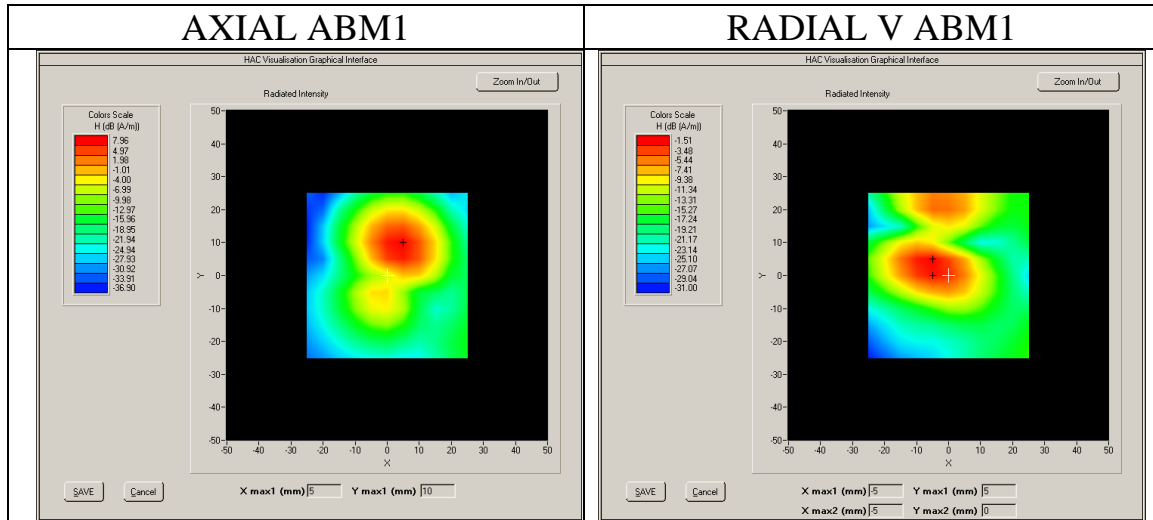 AXIAL ABM1
RADIAL V ABM1
HAC Visualisation Graphical Interface
Zoom In/Out
Radiated Intensity
Colors Scale
H (dB (A/m))
7.96
4.97
1.98
-1.01
-4.00
-6.99
-9.98
-12.97
-15.96
-18.95
-21.94
-24.94
-27.93
-30.92
-33.91
-36.90
50
40
30
20
10
0
-10
-20
-30
-40
-50
Y
-50 -40 -30 -20 -10 0 10 20 30 40 50
X
SAVE
Cancel
X max1 (mm) 5 Y max1 (mm) 10
HAC Visualisation Graphical Interface
Zoom In/Out
Radiated Intensity
Colors Scale
H (dB (A/m))
-1.51
-3.48
-5.44
-7.41
-9.38
-11.34
-13.31
-15.27
-17.24
-19.21
-21.17
-23.14
-25.10
-27.07
-29.04
-31.00
50
40
30
20
10
0
-10
-20
-30
-40
-50
Y
-50 -40 -30 -20 -10 0 10 20 30 40 50
X
SAVE
Cancel
X max1 (mm) -5 Y max1 (mm) 5
X max2 (mm) -5 Y max2 (mm) 0